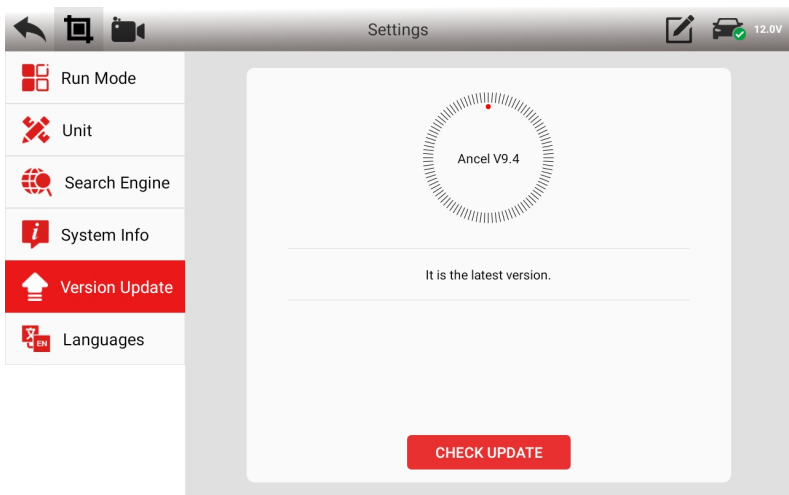 Settings
12.0V
Run Mode
Unit
Search Engine
System Info
Version Update
EN
Languages
Ancel V9.4
It is the latest version.
CHECK UPDATE